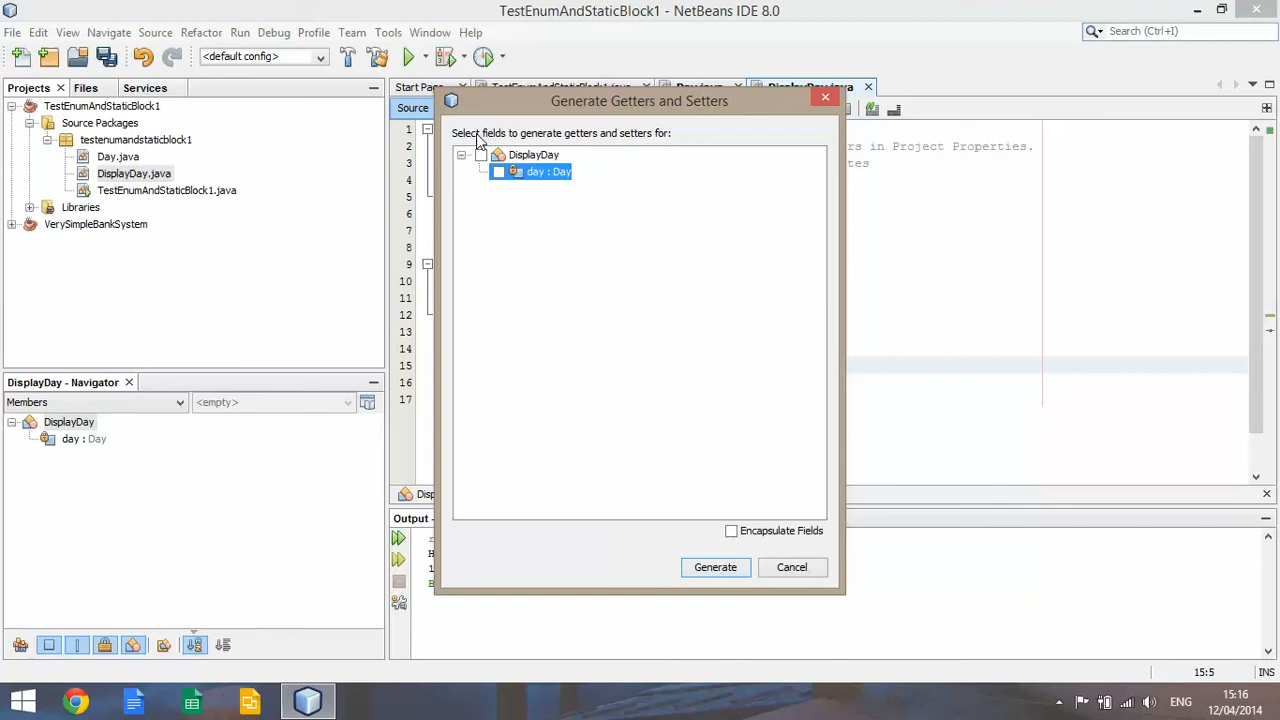 TestEnumAndStaticBlock1 - NetBeans IDE 8.0
File Edit View Navigate Source Refactor Run Debug Profile Team Tools Window Help
Search (Ctrl+I)
<default config>
Projects Files Services
Start Page
Source
TestEnumAndStaticBlock1
Source Packages
testenumandstaticblock1
Day.java
DisplayDay.java
TestEnumAndStaticBlock1.java
Libraries
VerySimpleBankSystem
Generate Getters and Setters
Select fields to generate getters and setters for:
DisplayDay
day : Day
Encapsulate Fields
Generate Cancel
1
2
3
4
5
6
7
8
9
10
11
12
13
14
15
16
17
rs in Project Properties.
DisplayDay - Navigator
Members <empty>
DisplayDay
day : Day
Output -
15:5 INS
ENG
15:16
12/04/2014